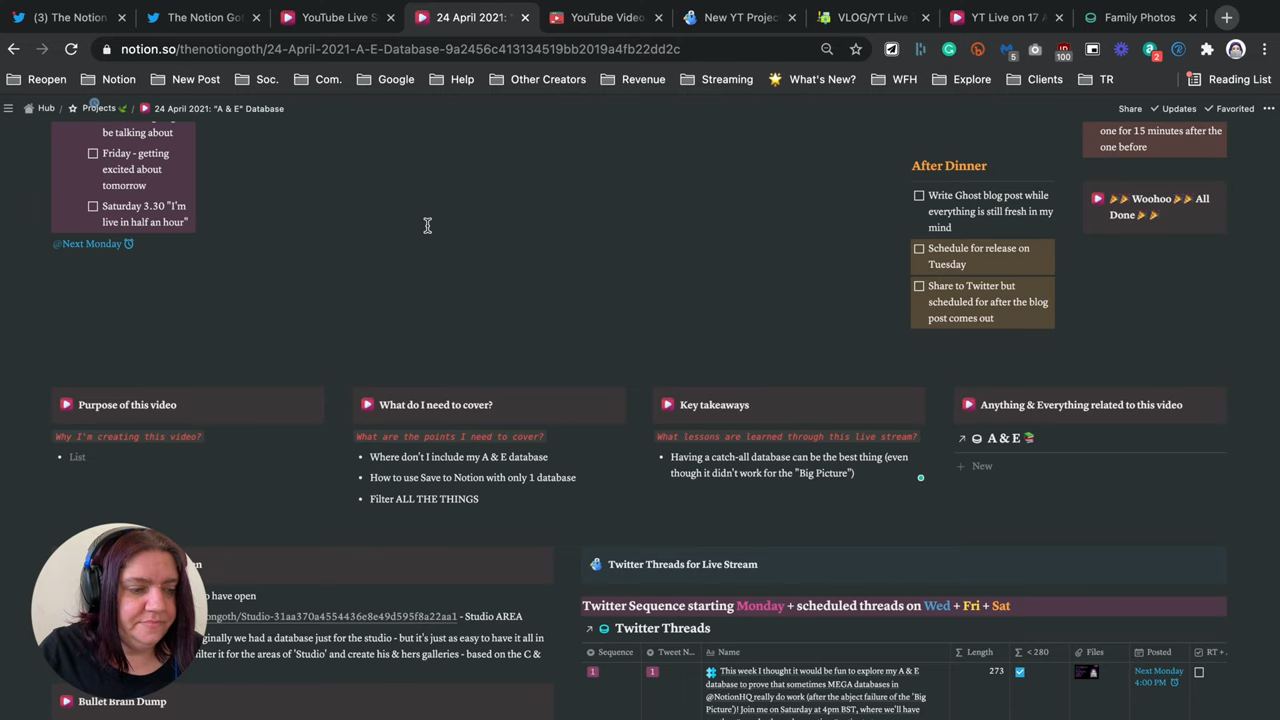 (3) The Notion
The Notion Go
YouTube Live S
24 April 2021: "
YouTube Video
New YT Projec
VLOG/YT Live
YT Live on 17 A
Family Photos
notion.so/thenotiongoth/24-April-2021-A-E-Database-9a2456c413134519bb2019a4fb22dd2c
5
100
2
Reopen
Notion
New Post
Soc.
Com.
Google
Help
Other Creators
Revenue
Streaming
What's New?
WFH
Explore
Clients
TR
Reading List
Hub / Projects / 24 April 2021: "A & E" Database
Share
Updates
Favorited
be talking about
Friday - getting
excited about
tomorrow
Saturday 3.30 "I'm
live in half an hour"
@Next Monday
After Dinner
Write Ghost blog post while
everything is still fresh in my
mind
Schedule for release on
Tuesday
Share to Twitter but
scheduled for after the blog
post comes out
one for 15 minutes after the
one before
Woohoo All
Done
Purpose of this video
Why I'm creating this video?
List
What do I need to cover?
What are the points I need to cover?
Where don't I include my A & E database
How to use Save to Notion with only 1 database
Filter ALL THE THINGS
Key takeaways
What lessons are learned through this live stream?
Having a catch-all database can be the best thing (even
though it didn't work for the "Big Picture")
Anything & Everything related to this video
A & E
New
o have open
ngoth/Studio-31aa370a4554436e8e49d595f8a22aa1 - Studio AREA
ginally we had a database just for the studio - but it's just as easy to have it all in
filter it for the areas of 'Studio' and create his & hers galleries - based on the C &
Bullet Brain Dump
Twitter Threads for Live Stream
Twitter Sequence starting Monday + scheduled threads on Wed + Fri + Sat
Twitter Threads
Sequence
Tweet N...
Name
Length
< 280
Files
Posted
RT + .
1
1
This week I thought it would be fun to explore my A & E
database to prove that sometimes MEGA databases in
@NotionHQ really do work (after the abject failure of the 'Big
Picture')! Join me on Saturday at 4pm BST, where we'll have
273
Next Monday
4:00 PM